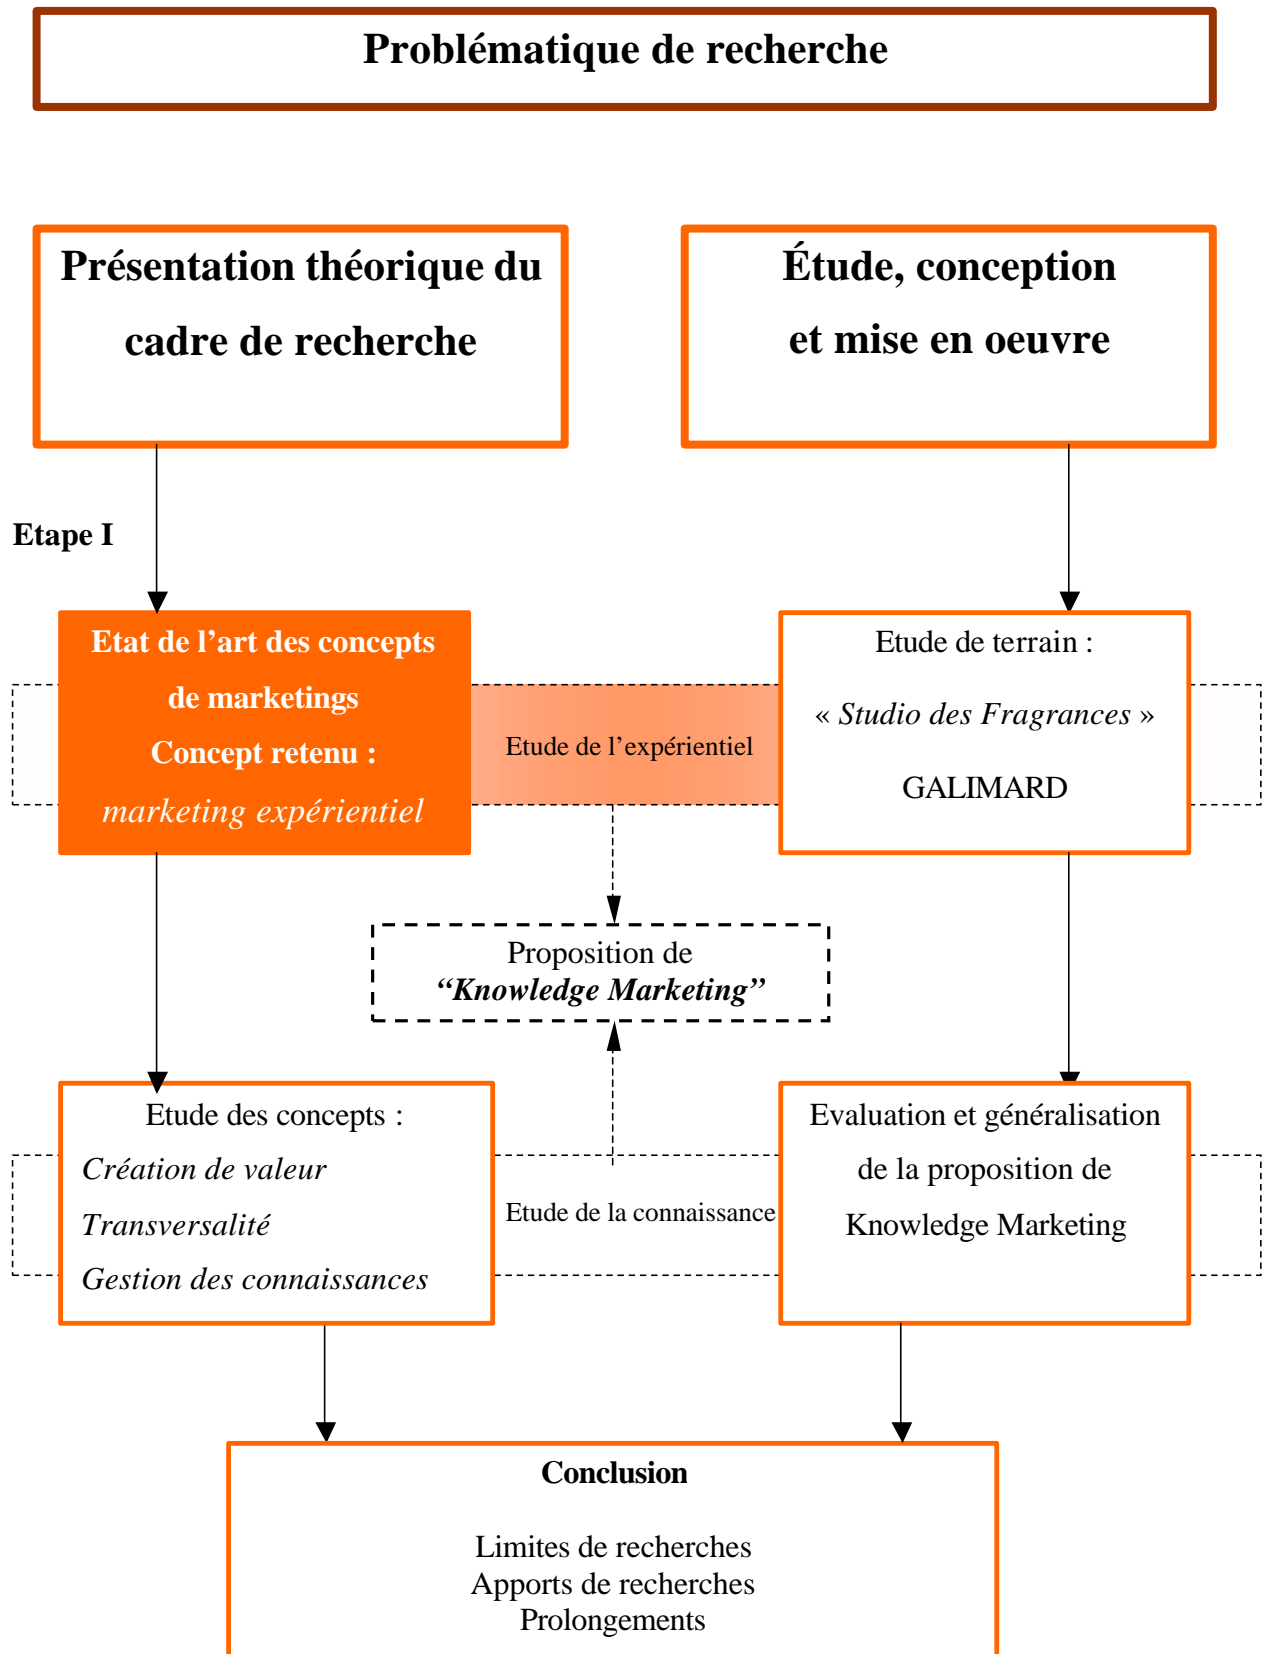 Problématique de recherche
Présentation théorique du
cadre de recherche
Étude, conception
et mise en oeuvre
Etape I
Etat de l’art des concepts
de marketings
Concept retenu :
marketing expérientiel
Etude de l’expérientiel
Etude de terrain :
« Studio des Fragrances »
GALIMARD
Proposition de
“Knowledge Marketing”
Etude des concepts :
Création de valeur
Transversalité
Gestion des connaissances
Etude de la connaissance
Evaluation et généralisation
de la proposition de
Knowledge Marketing
Conclusion
Limites de recherches
Apports de recherches
Prolongements